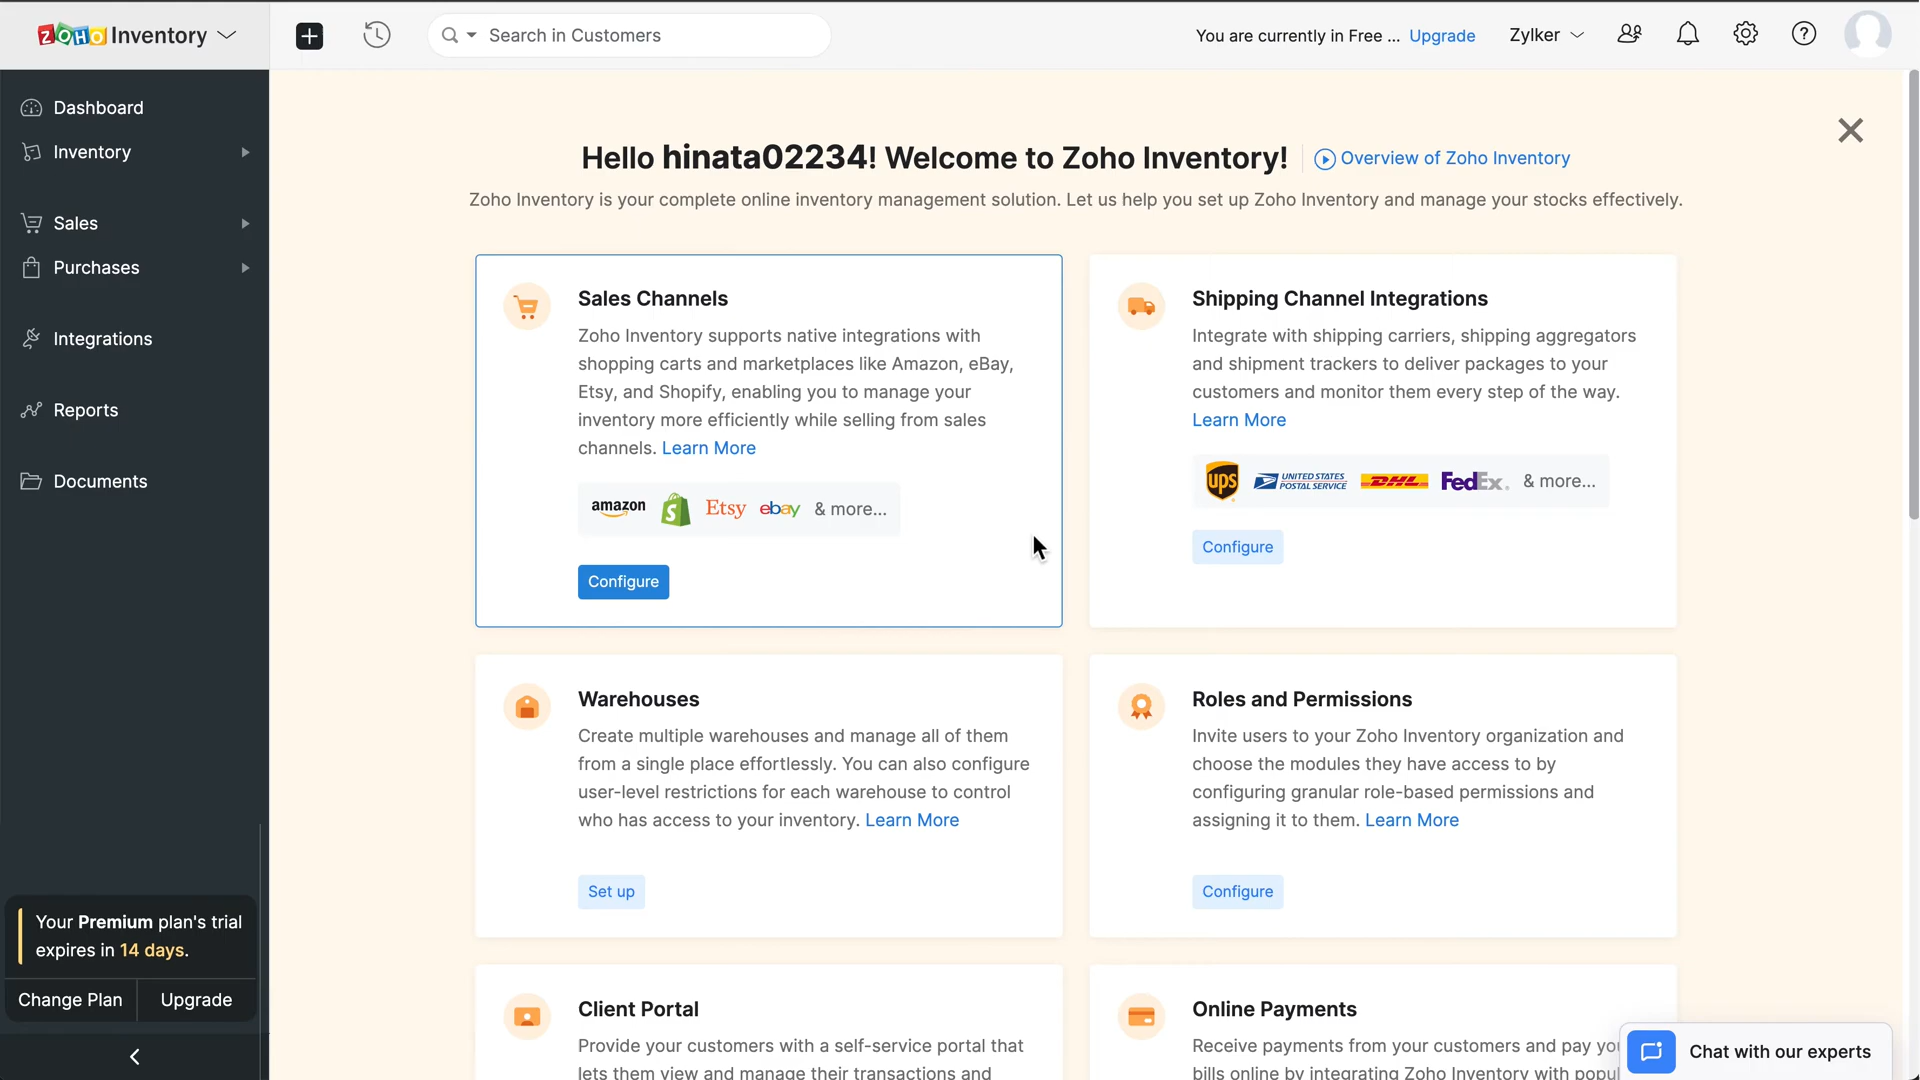 ZOHO Inventory
Search in Customers
You are currently in Free ... Upgrade
Zylker
Dashboard
Inventory
Sales
Purchases
Integrations
Reports
Documents
Your Premium plan's trial
expires in 14 days.
Change Plan
Upgrade
Hello hinata02234! Welcome to Zoho Inventory!
Overview of Zoho Inventory
Zoho Inventory is your complete online inventory management solution. Let us help you set up Zoho Inventory and manage your stocks effectively.
Sales Channels
Zoho Inventory supports native integrations with
shopping carts and marketplaces like Amazon, eBay,
Etsy, and Shopify, enabling you to manage your
inventory more efficiently while selling from sales
channels. Learn More
amazon
Etsy
ebay
& more...
Configure
Shipping Channel Integrations
Integrate with shipping carriers, shipping aggregators
and shipment trackers to deliver packages to your
customers and monitor them every step of the way.
Learn More
ups
UNITED STATES
POSTAL SERVICE
DHL
FedEx.
& more...
Configure
Warehouses
Create multiple warehouses and manage all of them
from a single place effortlessly. You can also configure
user-level restrictions for each warehouse to control
who has access to your inventory. Learn More
Set up
Roles and Permissions
Invite users to your Zoho Inventory organization and
choose the modules they have access to by
configuring granular role-based permissions and
assigning it to them. Learn More
Configure
Client Portal
Provide your customers with a self-service portal that
lets them view and manage their transactions and
Online Payments
Receive payments from your customers and pay
bills online by integrating Zoho Inventory with
Chat with our experts